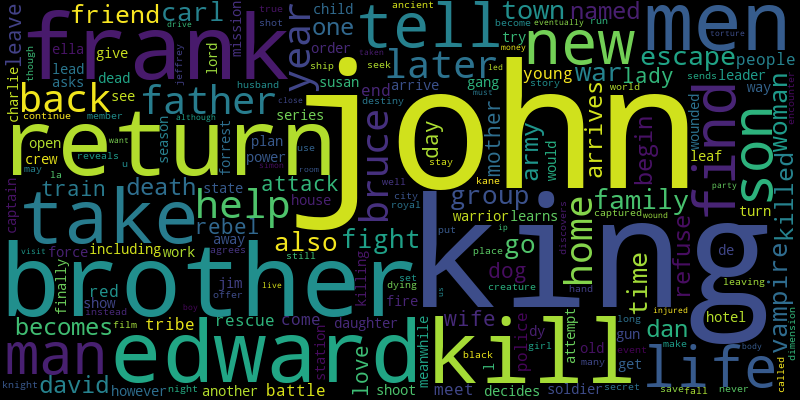 friend
carl
leave
frank
mission
year
child
one
order
tell
ancient
town
named
become
eventually
run
men
drive
true
shot
though
ella
give
asks
lead
dead
lord
jeffrey
husband
ship
seek
susan
later
end
arrive
gang
new
try
war
escape
people
money
torture
taken
charlie
back
see
father
close
destiny
led
young
lady
sends
leader
way
continue
member
although
series
return
john
story
world
must
open
crew
reveals
want
season
forrest
plan
power
use
room
bruce
day
stay
mother
army
would
arrives
begin
wounded
find
son
woman
encounter
may
la
u
simon
train
death
state
attack
house
well
city
royal
kane
group
leaf
killed
party
captain
take
help
rebel
away
also
fight
warrior
learns
family
captured
wound
turn
home
refuse
time
discovers
king
put
ip
go
place
dog
creature
hand
us
de
leaving
hotel
vampire
visit
force
including
work
agrees
still
brother
finally
red
show
instead
jim
offer
live
set
dying
fire
killing
becomes
film
tribe
boy
rescue
come
daughter
station
meanwhile
wife
police
dy
girl
attempt
old
many
long
gun
event
dan
get
injured
make
body
dimension
called
man
edward
love
black
kill
l
life
david
knight
however
night
another
battle
shoot
meet
decides
soldier
secret
save
fall
never